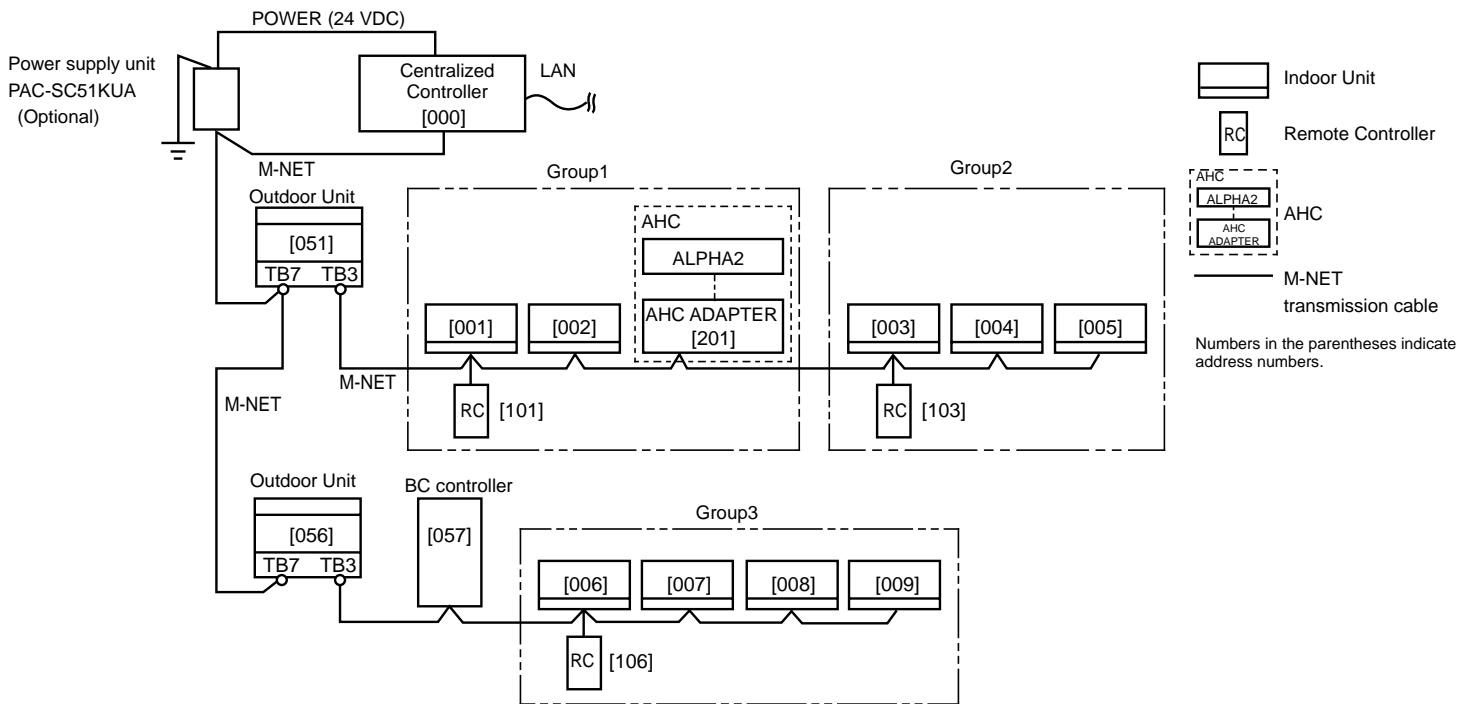 POWER (24 VDC)
Power supply unit
PAC-SC51KUA
(Optional)
Centralized
Controller
[000]
LAN
M-NET
Indoor Unit
RC
Remote Controller
AHC
ALPHA2
AHC
ADAPTER
AHC
M-NET
transmission cable
Numbers in the parentheses indicate
address numbers.
Outdoor Unit
[051]
TB7 TB3
M-NET
M-NET
Group1
AHC
ALPHA2
AHC ADAPTER
[201]
[001]
[002]
RC
[101]
Group2
[003]
[004]
[005]
RC
[103]
Outdoor Unit
[056]
TB7 TB3
BC controller
[057]
Group3
[006]
[007]
[008]
[009]
RC
[106]